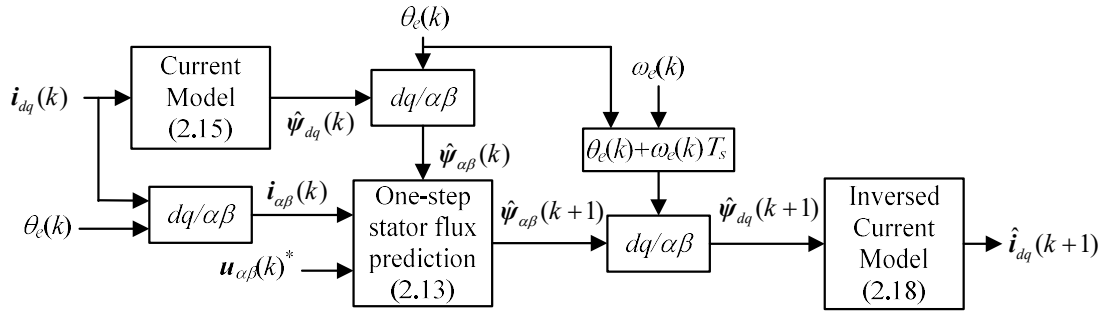 θe(k)
ωe(k)
idq(k)
Current
Model
(2.15)
ψ̂dq(k)
dq/αβ
θe(k)+ωe(k)Ts
ψ̂αβ(k)
θe(k)
dq/αβ
iαβ(k)
uαβ(k)*
One-step
stator flux
prediction
(2.13)
ψ̂αβ(k+1)
dq/αβ
ψ̂dq(k+1)
Inversed
Current
Model
(2.18)
îdq(k+1)